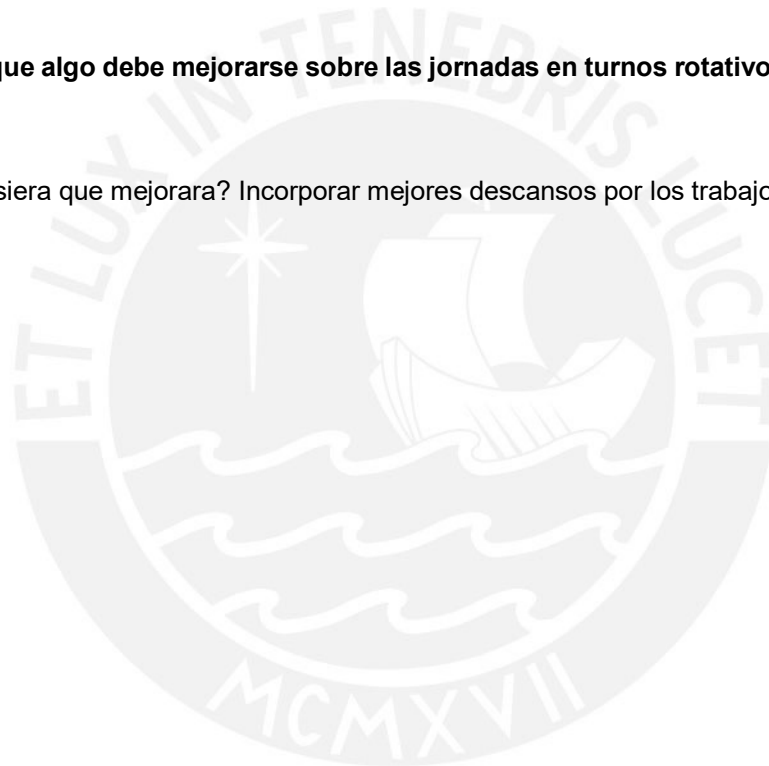 que algo debe mejorarse sobre las jornadas en turnos rotativo
siera que mejorara? Incorporar mejores descansos por los trabajo
ET LUX IN TENEBRIS LUCET
MCMXVII